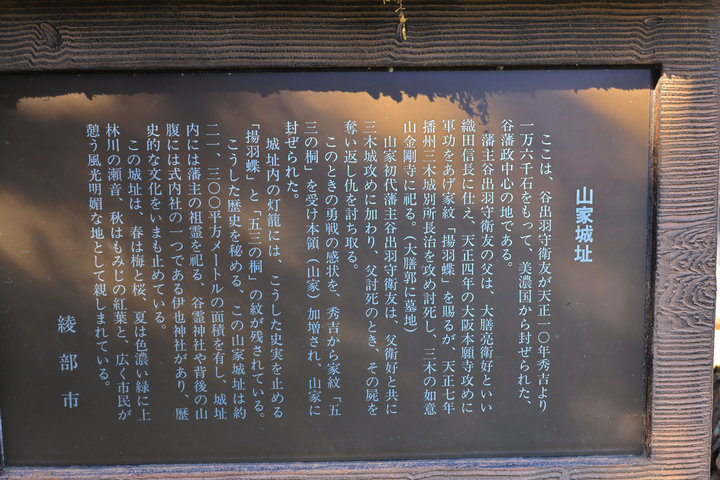 山家城址
ここは、谷出羽守衛友が天正一〇年秀吉より
一万六千石をもって、美濃国から封ぜられた、
谷藩政中心の地である。
藩主谷出羽守衛友の父は、大膳亮衛好といい
織田信長に仕え、天正四年の大阪本願寺攻めに
軍功をあげ家紋「揚羽蝶」を賜るが、天正七年
播州三木城別所長治を攻め討死し、三木の如意
山金剛寺に祀る。（大膳郭に墓地）
山家初代藩主谷出羽守衛友は、父衛好と共に
三木城攻めに加わり、父討死のとき、その屍を
奪い返し仇を討ち取る。
このときの勇戦の感状を、秀吉から家紋「五
三の桐」を受け本領（山家）加増され、山家に
封ぜられた。
城址内の灯籠には、こうした史実を止める
「揚羽蝶」と「五三の桐」の紋が残されている。
こうした歴史を秘める、この山家城址は約
二一、三〇〇平方メートルの面積を有し、城址
内には藩主の祖霊を祀る、谷霊神社や背後の山
腹には式内社の一つである伊也神社があり、歴
史的な文化をいまも止めている。
この城址は、春は梅と桜、夏は色濃い緑に上
林川の瀬音、秋はもみじの紅葉と、広く市民が
憩う風光明媚な地として親しまれている。
綾部市